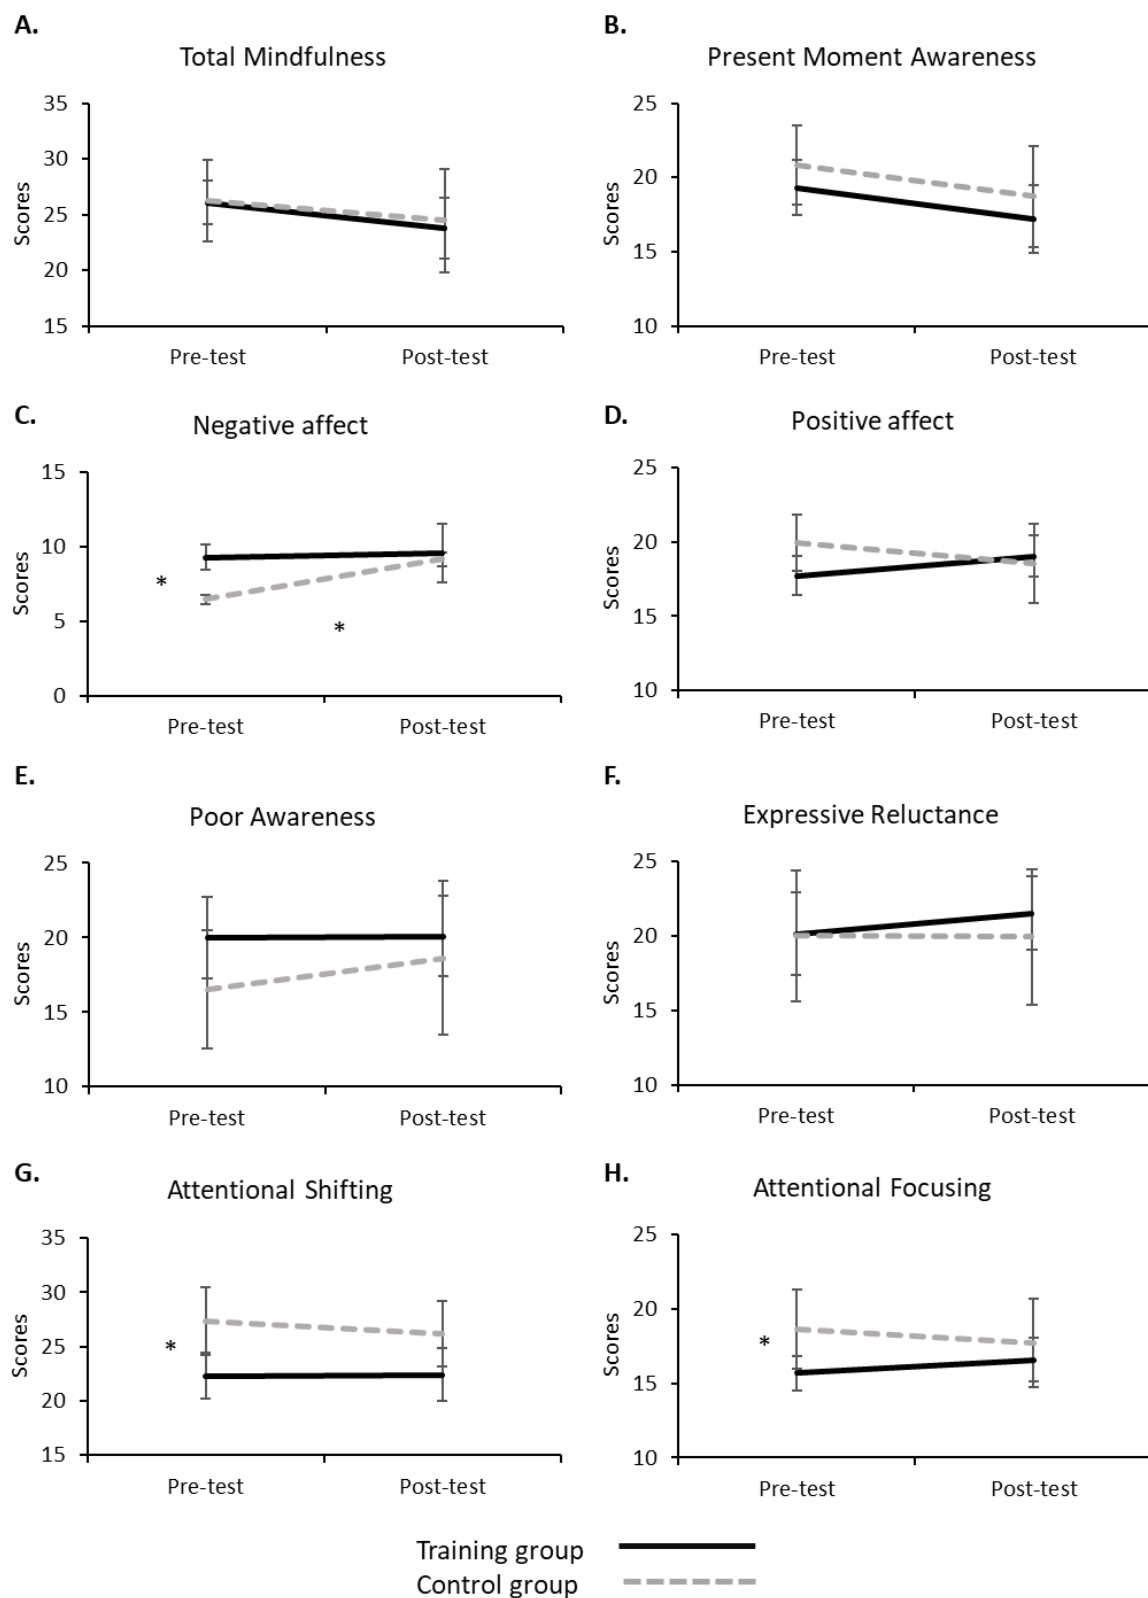 A.
Total Mindfulness
35
30
25
20
15
Scores
Pre-test Post-test
B.
Present Moment Awareness
25
20
15
10
Scores
Pre-test Post-test
C.
Negative affect
15
10
5
0
Scores
*
*
Pre-test Post-test
D.
Positive affect
25
20
15
10
Scores
Pre-test Post-test
E.
Poor Awareness
25
20
15
10
Scores
Pre-test Post-test
F.
Expressive Reluctance
25
20
15
10
Scores
Pre-test Post-test
G.
Attentional Shifting
35
30
25
20
15
Scores
*
Pre-test Post-test
H.
Attentional Focusing
25
20
15
10
Scores
*
Pre-test Post-test
Training group
Control group